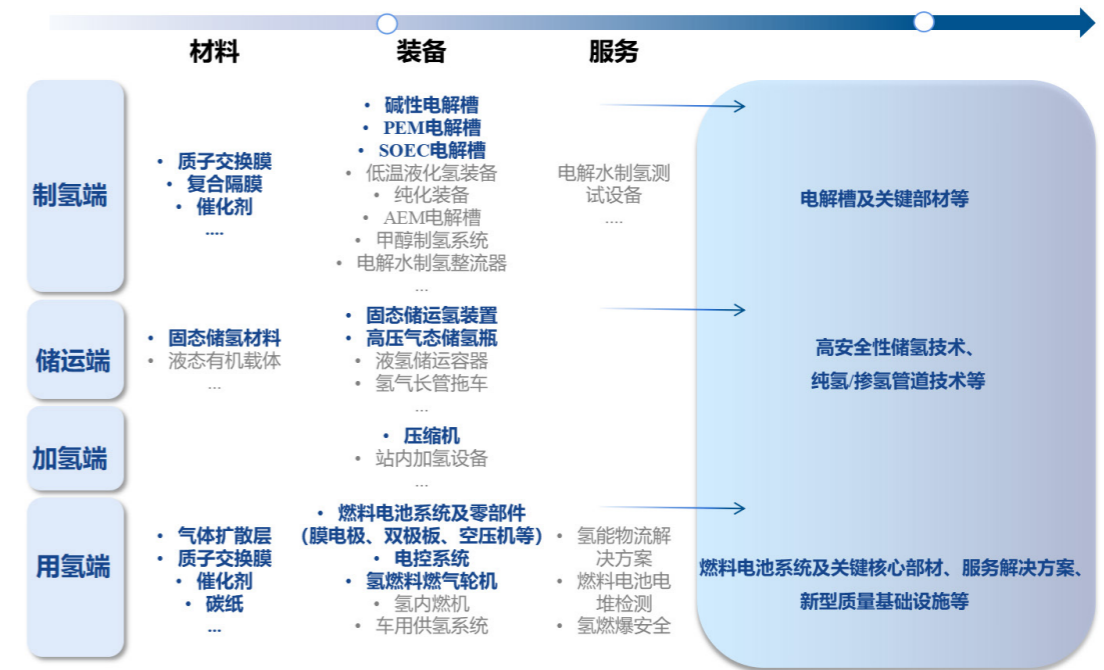 材料
装备
服务
制氢端
• 质子交换膜
• 复合隔膜
• 催化剂
....
• 碱性电解槽
• PEM电解槽
• SOEC电解槽
• 低温液化氢装备
• 纯化装备
• AEM电解槽
• 甲醇制氢系统
• 电解水制氢整流器
...
电解水制氢测
试设备
....
电解槽及关键部材等
储运端
• 固态储氢材料
• 液态有机载体
...
• 固态储运氢装置
• 高压气态储氢瓶
• 液氢储运容器
• 氢气长管拖车
...
高安全性储氢技术、
纯氢/掺氢管道技术等
加氢端
• 压缩机
• 站内加氢设备
...
用氢端
• 气体扩散层
• 质子交换膜
• 催化剂
• 碳纸
...
• 燃料电池系统及零部件
（膜电极、双极板、空压机等）
• 电控系统
• 氢燃料燃气轮机
• 氢内燃机
• 车用供氢系统
• 氢能物流解
决方案
• 燃料电池电
堆检测
• 氢燃爆安全
燃料电池系统及关键核心部材、服务解决方案、
新型质量基础设施等